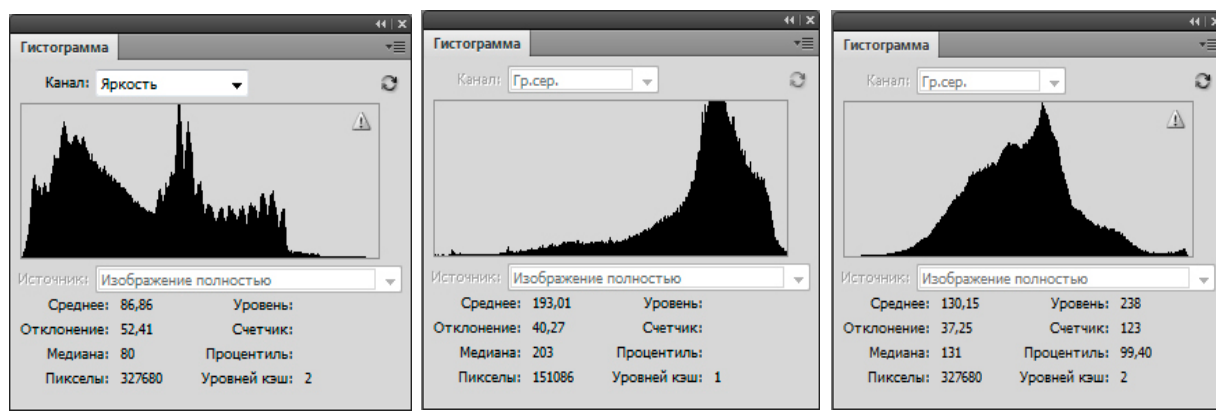 Гистограмма
Канал: Яркость
Источник: Изображение полностью
Среднее: 86,86 Уровень:
Отклонение: 52,41 Счетчик:
Медиана: 80 Процентиль:
Пикселы: 327680 Уровней кэш: 2
Гистограмма
Канал: Гр.сер.
Источник: Изображение полностью
Среднее: 193,01 Уровень:
Отклонение: 40,27 Счетчик:
Медиана: 203 Процентиль:
Пикселы: 151086 Уровней кэш: 1
Гистограмма
Канал: Гр.сер.
Источник: Изображение полностью
Среднее: 130,15 Уровень: 238
Отклонение: 37,25 Счетчик: 123
Медиана: 131 Процентиль: 99,40
Пикселы: 327680 Уровней кэш: 2